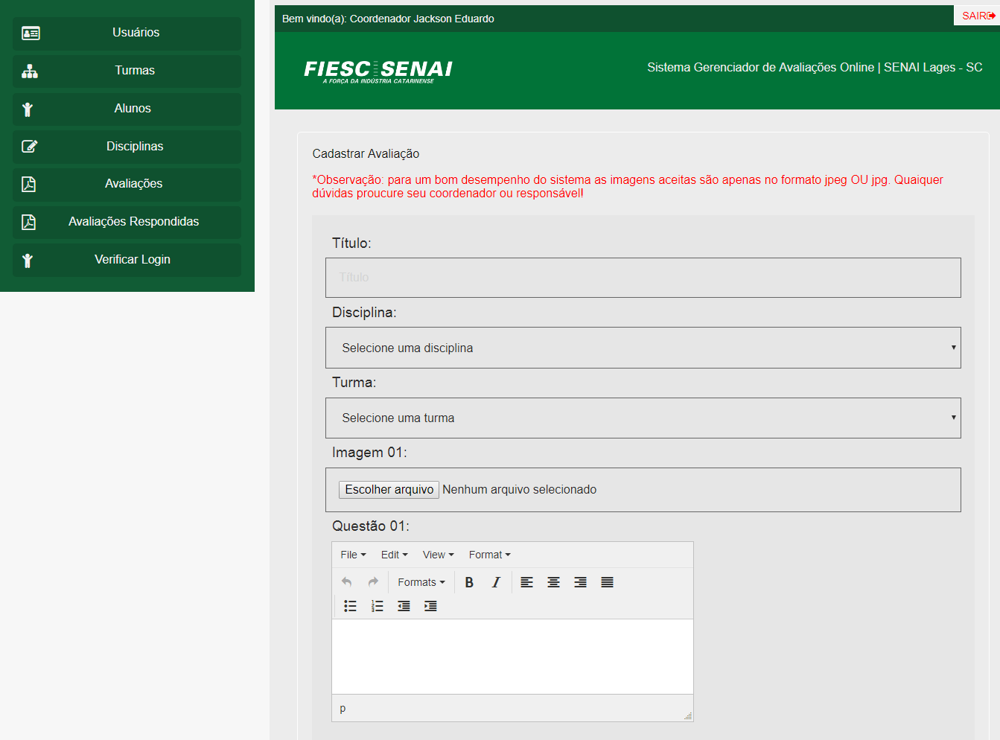 Usuários
Turmas
Alunos
Disciplinas
Avaliações
Avaliações Respondidas
Verificar Login
Bem vindo(a): Coordenador Jackson Eduardo
SAIR
FIESC SENAI
A FORÇA DA INDÚSTRIA CATARINENSE
Sistema Gerenciador de Avaliações Online | SENAI Lages - SC
Cadastrar Avaliação
*Observação: para um bom desempenho do sistema as imagens aceitas são apenas no formato jpeg OU jpg. Quaiquer
dúvidas proucure seu coordenador ou responsável!
Título:
Título
Disciplina:
Selecione uma disciplina
Turma:
Selecione uma turma
Imagem 01:
Escolher arquivo Nenhum arquivo selecionado
Questão 01:
File Edit View Format
Formats B I
p